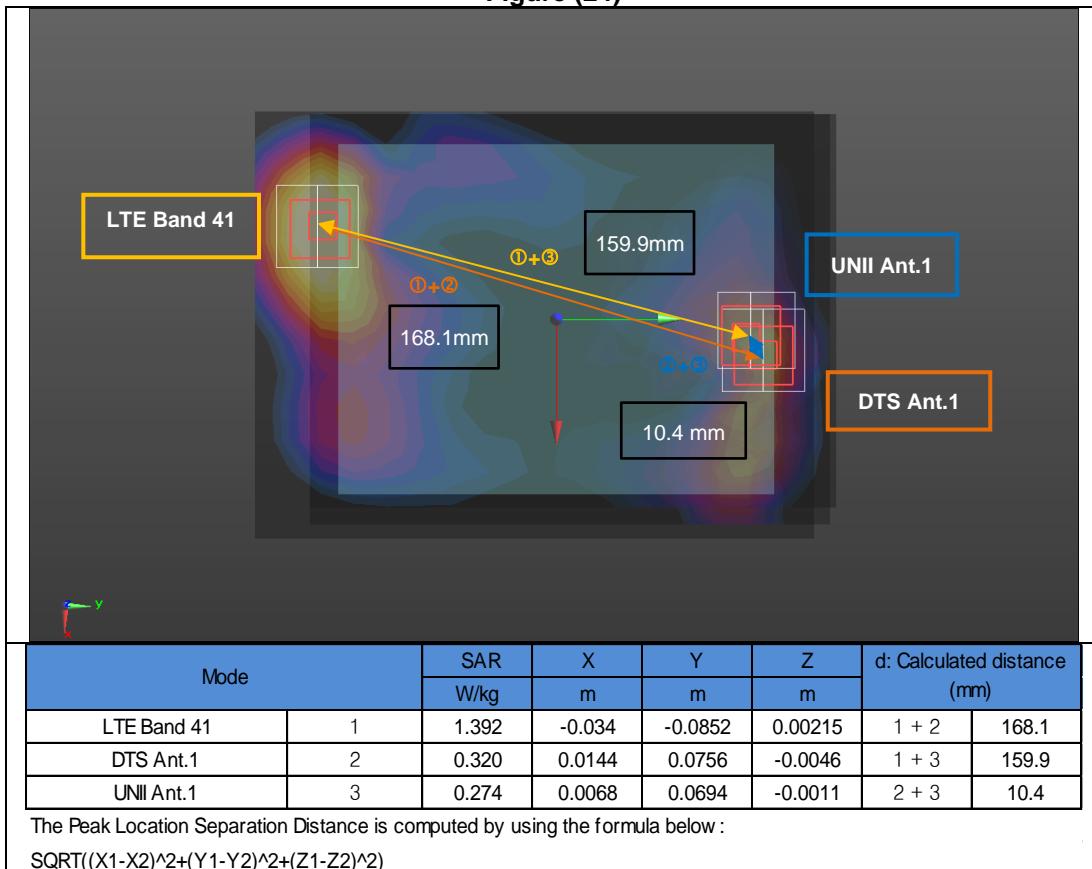 LTE Band 41
159.9mm
①+③
UNII Ant.1
①+②
168.1mm
②+③
DTS Ant.1
10.4 mm
Y
X
Mode SAR X Y Z d: Calculated distance (mm)
W/kg m m m
LTE Band 41 1 1.392 -0.034 -0.0852 0.00215 1 + 2 168.1
DTS Ant.1 2 0.320 0.0144 0.0756 -0.0046 1 + 3 159.9
UNII Ant.1 3 0.274 0.0068 0.0694 -0.0011 2 + 3 10.4
The Peak Location Separation Distance is computed by using the formula below :
SQRT((X1-X2)^2+(Y1-Y2)^2+(Z1-Z2)^2)